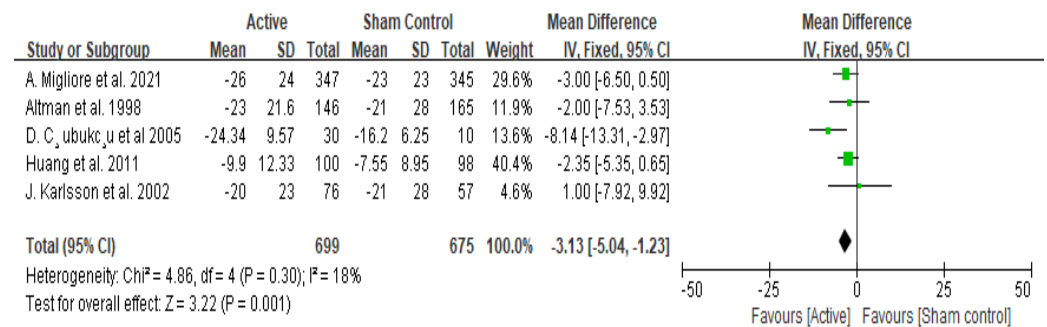 Active Sham Control Mean Difference Mean Difference
Study or Subgroup Mean SD Total Mean SD Total Weight IV, Fixed, 95% CI IV, Fixed, 95% CI
A. Migliore et al. 2021 -26 24 347 -23 23 345 29.6% -3.00 [-6.50, 0.50]
Altman et al. 1998 -23 21.6 146 -21 28 165 11.9% -2.00 [-7.53, 3.53]
D. C¸ubukc¸u et al 2005 -24.34 9.57 30 -16.2 6.25 10 13.6% -8.14 [-13.31, -2.97]
Huang et al. 2011 -9.9 12.33 100 -7.55 8.95 98 40.4% -2.35 [-5.35, 0.65]
J. Karlsson et al. 2002 -20 23 76 -21 28 57 4.6% 1.00 [-7.92, 9.92]
Total (95% CI) 699 675 100.0% -3.13 [-5.04, -1.23]
Heterogeneity: Chi² = 4.86, df = 4 (P = 0.30); I² = 18%
Test for overall effect: Z = 3.22 (P = 0.001)
-50 -25 0 25 50
Favours [Active] Favours [Sham control]